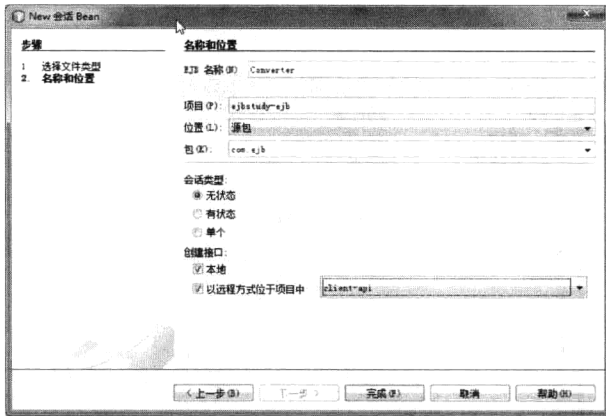 New 会话 Bean
步骤
1 选择文件类型
2. 名称和位置
名称和位置
EJB 名称(N) Converter
项目(P): ejbstudy-ejb
位置(L): 源包
包(K): com.ejb
会话类型:
无状态
有状态
单个
创建接口:
本地
以远程方式位于项目中 client-api
< 上一步(B)
下一步 >
完成(F)
取消
帮助(H)